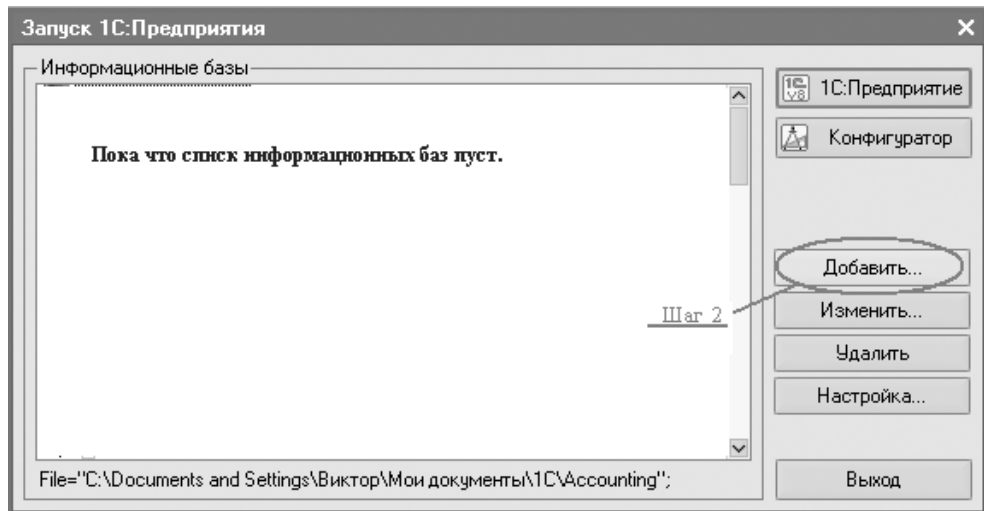 Запуск 1С:Предприятия
Информационные базы
Пока что список информационных баз пуст.
Шаг 2
File="C:\Documents and Settings\Виктор\Мои документы\1C\Accounting";
1С:Предприятие
Конфигуратор
Добавить...
Изменить...
Удалить
Настройка...
Выход